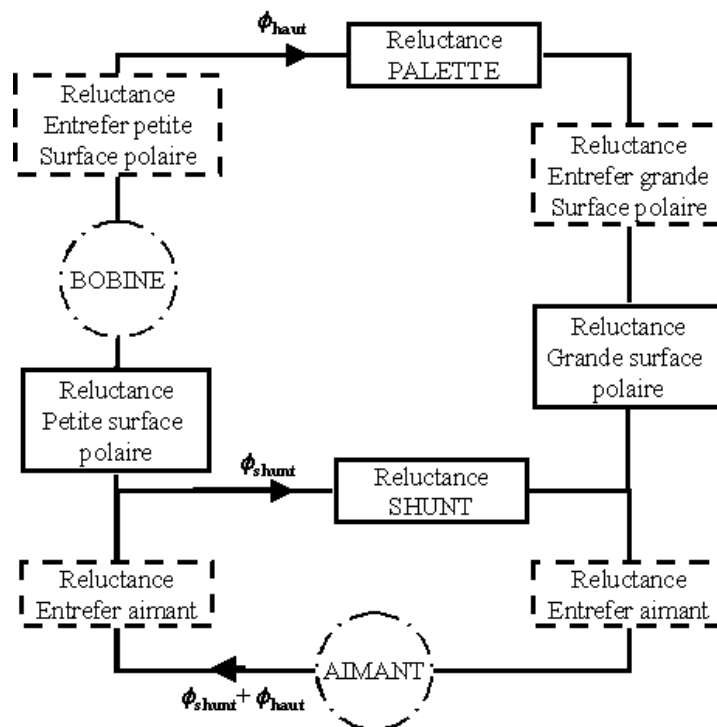 ϕhaut
Reluctance
PALETTE
Reluctance
Entrefer petite
Surface polaire
Reluctance
Entrefer grande
Surface polaire
BOBINE
Reluctance
Grande surface
polaire
Reluctance
Petite surface
polaire
ϕshunt
Reluctance
SHUNT
Reluctance
Entrefer aimant
Reluctance
Entrefer aimant
AIMANT
ϕshunt + ϕhaut